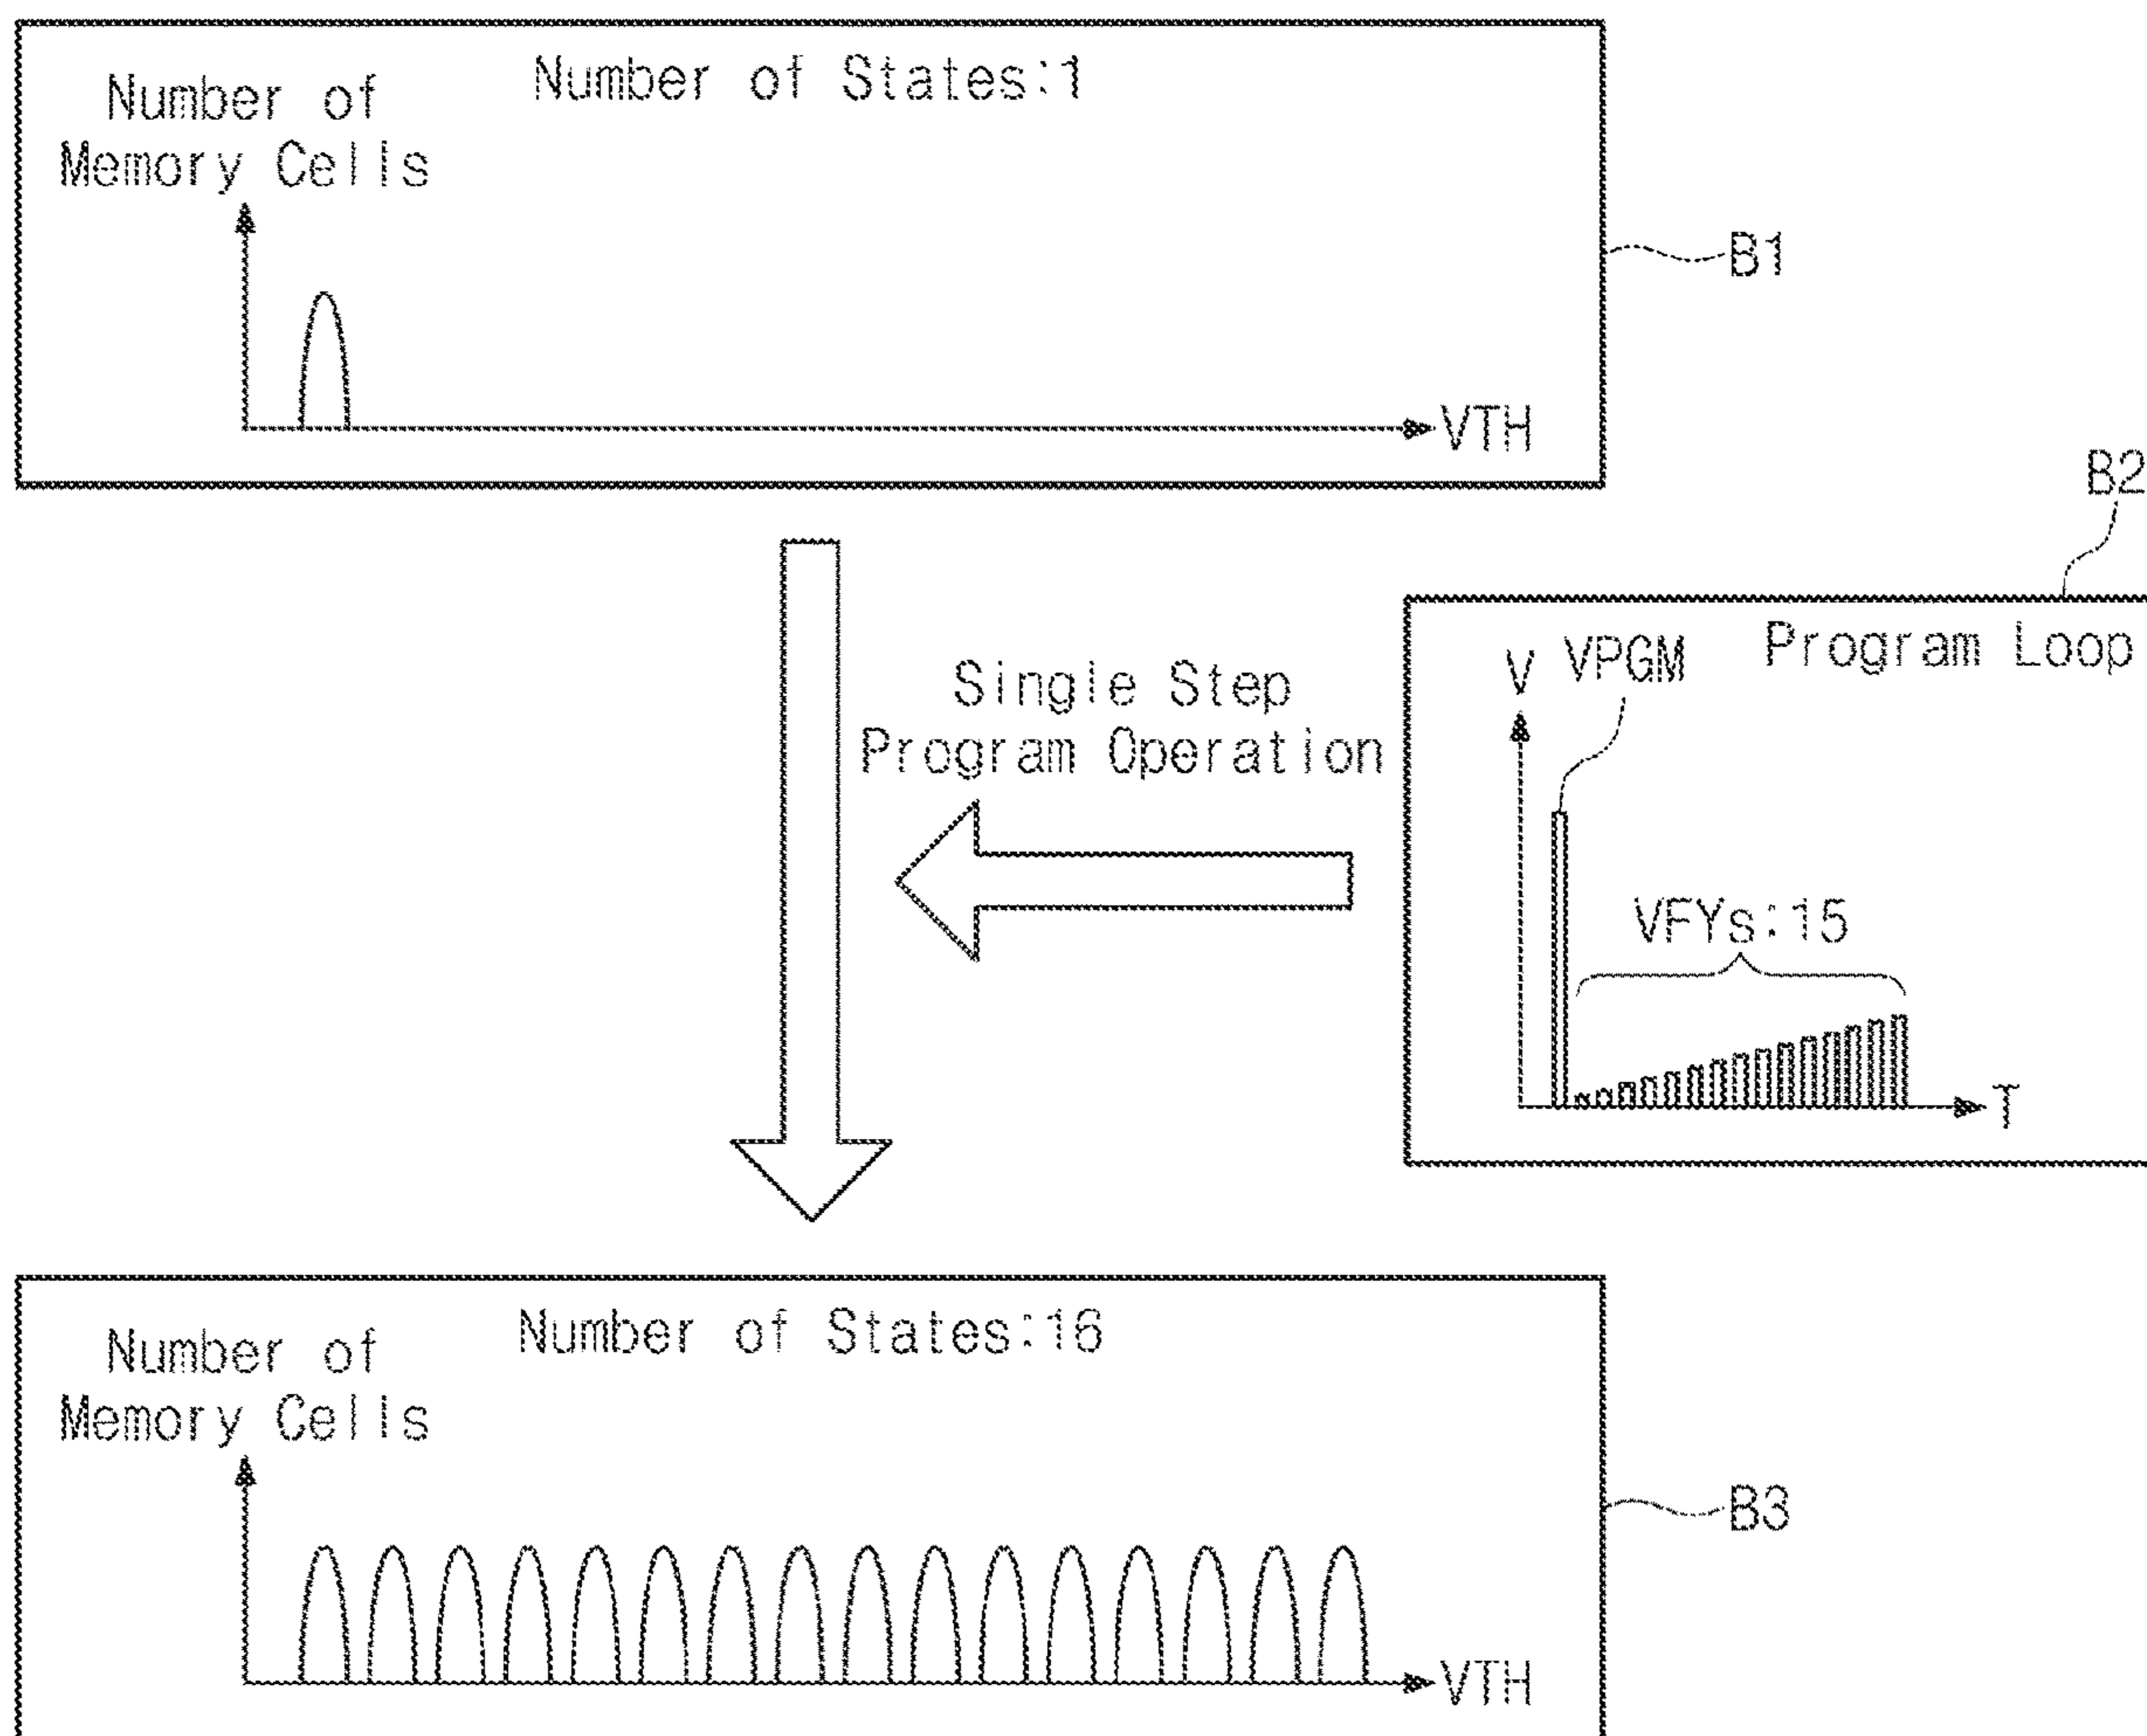 Number of States:1
Number of
Memory Cells
VTH
B1
B2
Program Loop
V
VPGM
VFYs:15
T
Single Step
Program Operation
Number of States:16
Number of
Memory Cells
VTH
B3